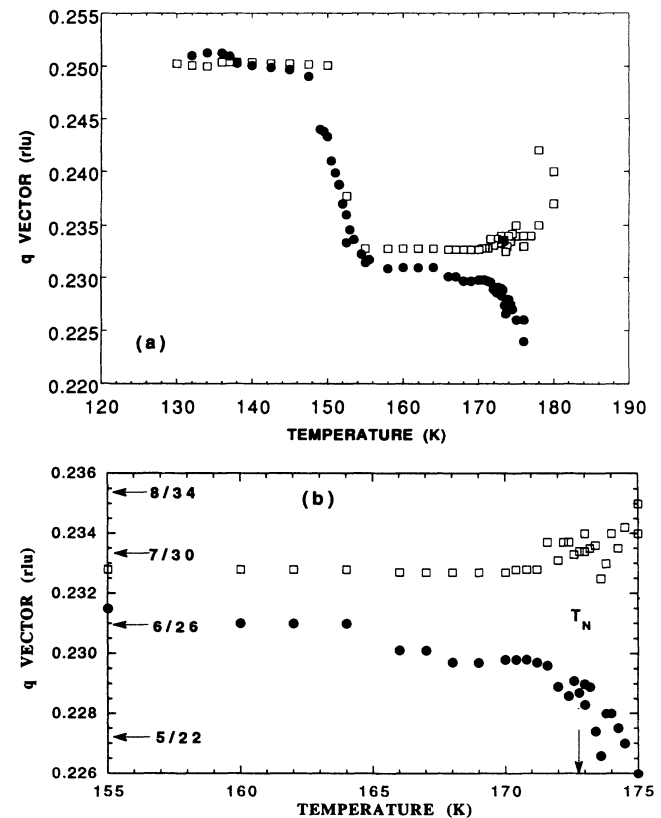 0.255
0.250
0.245
0.240
0.235
0.230
0.225
0.220
q VECTOR (rlu)
(a)
120 130 140 150 160 170 180 190
TEMPERATURE (K)
0.236
0.234
0.232
0.230
0.228
0.226
q VECTOR (rlu)
(b)
8/34
7/30
6/26
5/22
TN
155 160 165 170 175
TEMPERATURE (K)